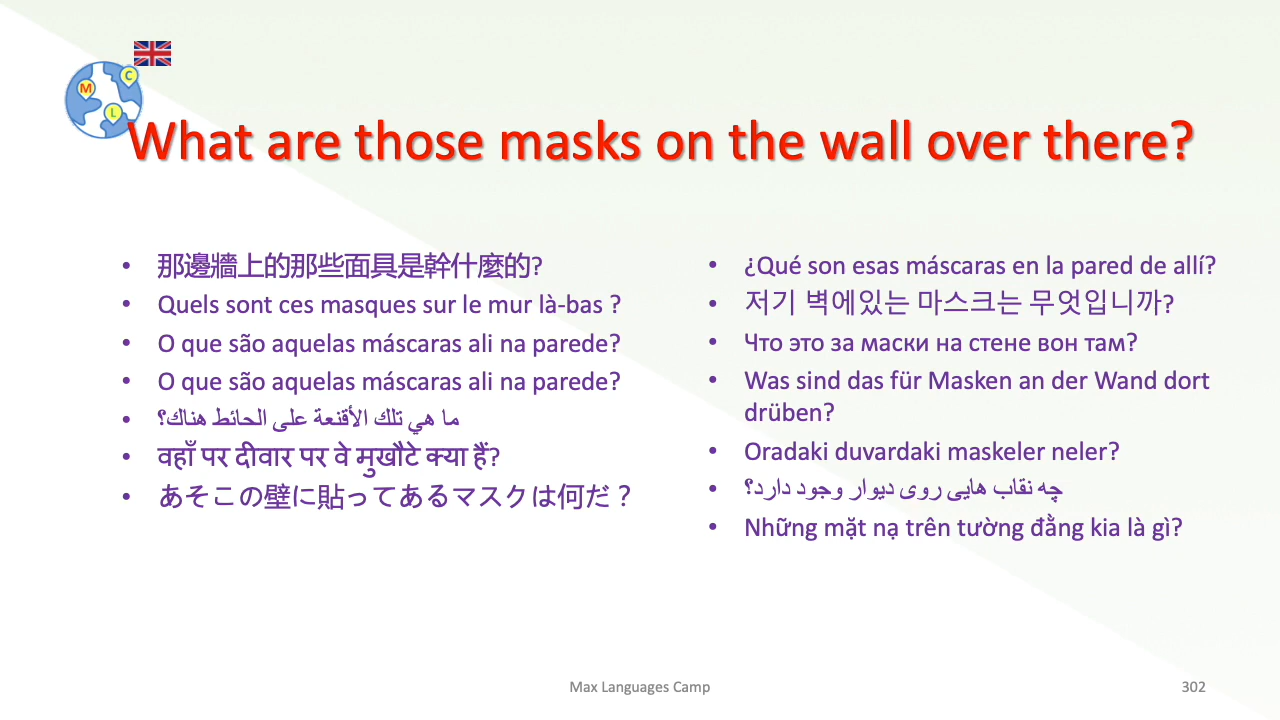 M
C
L
What are those masks on the wall over there?
• 那邊牆上的那些面具是幹什麼的?
• Quels sont ces masques sur le mur là-bas ?
• O que são aquelas máscaras ali na parede?
• O que são aquelas máscaras ali na parede?
• ما هي تلك الأقنعة على الحائط هناك؟
• वहाँ पर दीवार पर वे मुखौटे क्या हैं?
• あそこの壁に貼ってあるマスクは何だ？
• ¿Qué son esas máscaras en la pared de allí?
• 저기 벽에있는 마스크는 무엇입니까?
• Что это за маски на стене вон там?
• Was sind das für Masken an der Wand dort
drüben?
• Oradaki duvardaki maskeler neler?
• چه نقاب هایی روی دیوار وجود دارد؟
• Những mặt nạ trên tường đằng kia là gì?
Max Languages Camp
302